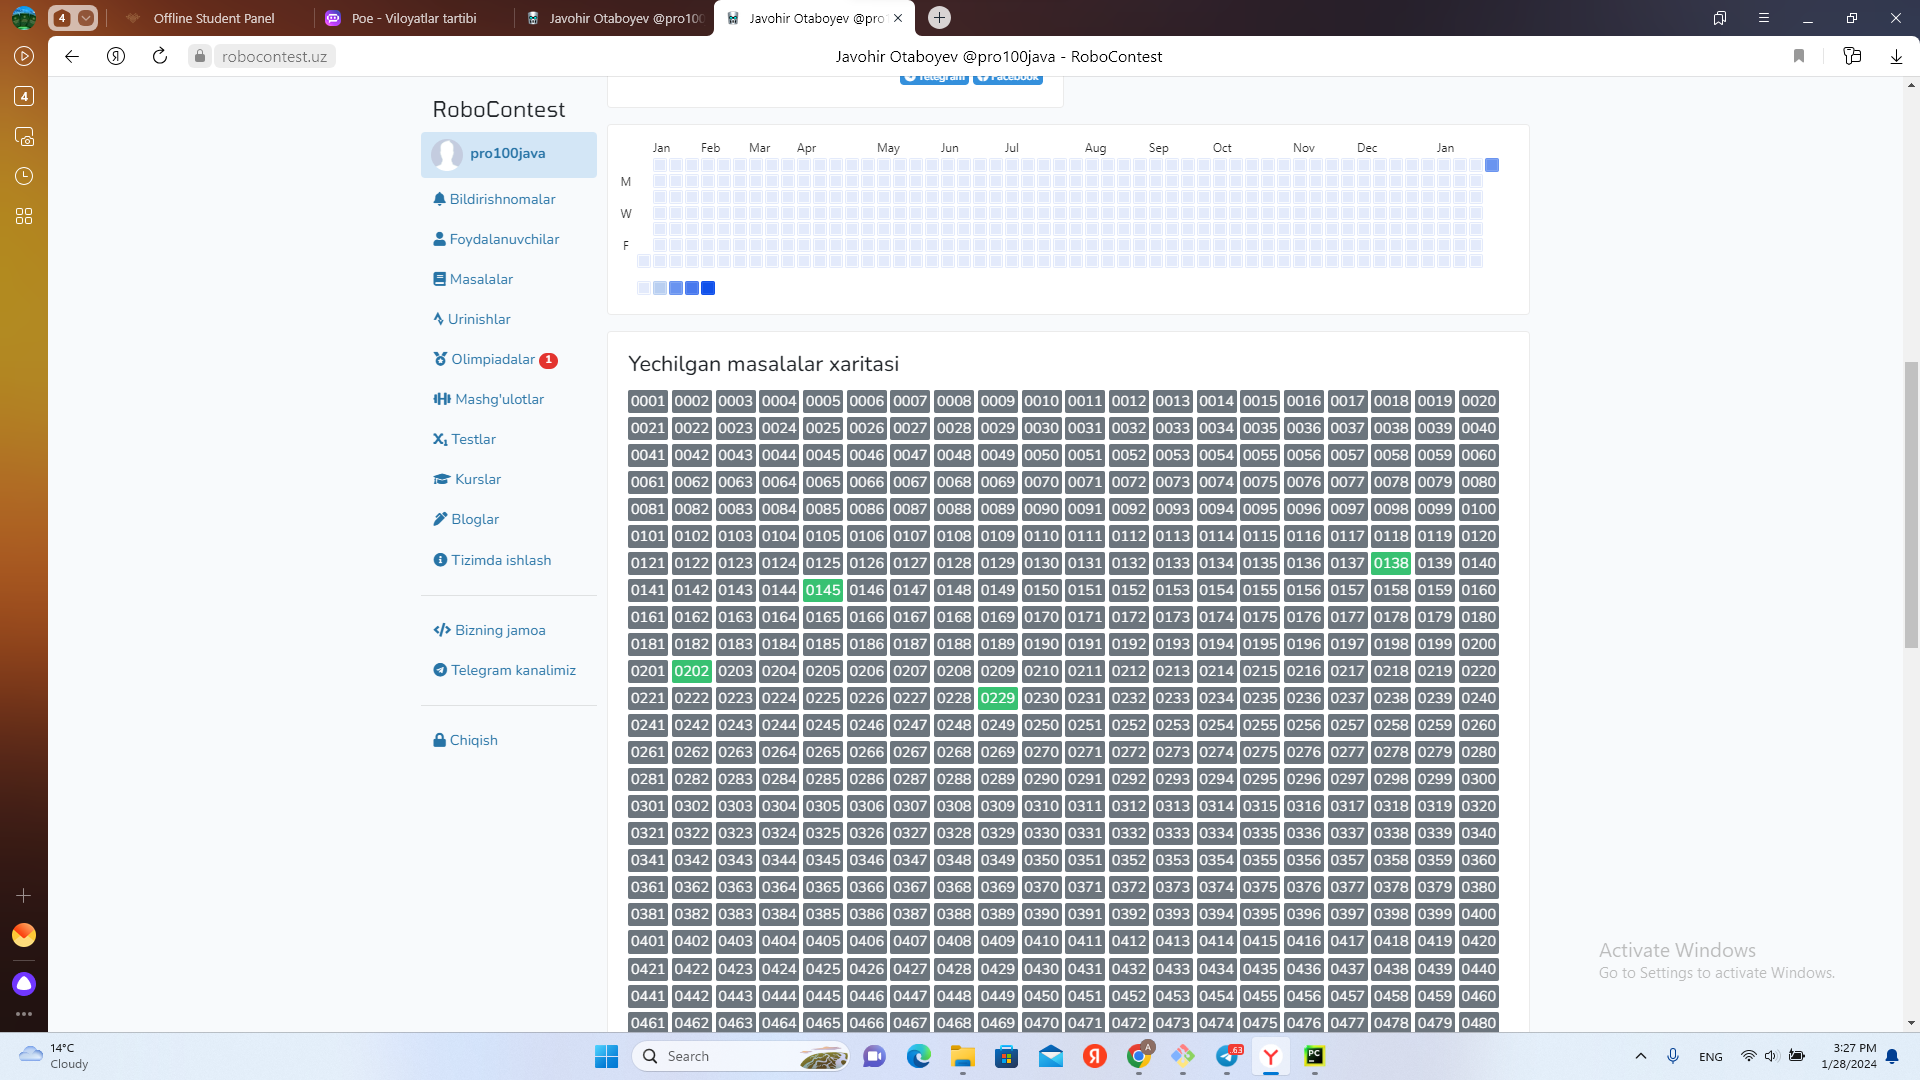 4
Offline Student Panel
Poe - Viloyatlar tartibi
Javohir Otaboyev @pro100
Javohir Otaboyev @pro
robocontest.uz
Javohir Otaboyev @pro100java - RoboContest
4
Telegram Facebook
RoboContest
pro100java
Bildirishnomalar
Foydalanuvchilar
Masalalar
Urinishlar
Olimpiadalar 1
Mashg'ulotlar
Testlar
Kurslar
Bloglar
Tizimda ishlash
Bizning jamoa
Telegram kanalimiz
Chiqish
Jan Feb Mar Apr May Jun Jul Aug Sep Oct Nov Dec Jan
M
W
F
Yechilgan masalalar xaritasi
0001 0002 0003 0004 0005 0006 0007 0008 0009 0010 0011 0012 0013 0014 0015 0016 0017 0018 0019 0020
0021 0022 0023 0024 0025 0026 0027 0028 0029 0030 0031 0032 0033 0034 0035 0036 0037 0038 0039 0040
0041 0042 0043 0044 0045 0046 0047 0048 0049 0050 0051 0052 0053 0054 0055 0056 0057 0058 0059 0060
0061 0062 0063 0064 0065 0066 0067 0068 0069 0070 0071 0072 0073 0074 0075 0076 0077 0078 0079 0080
0081 0082 0083 0084 0085 0086 0087 0088 0089 0090 0091 0092 0093 0094 0095 0096 0097 0098 0099 0100
0101 0102 0103 0104 0105 0106 0107 0108 0109 0110 0111 0112 0113 0114 0115 0116 0117 0118 0119 0120
0121 0122 0123 0124 0125 0126 0127 0128 0129 0130 0131 0132 0133 0134 0135 0136 0137 0138 0139 0140
0141 0142 0143 0144 0145 0146 0147 0148 0149 0150 0151 0152 0153 0154 0155 0156 0157 0158 0159 0160
0161 0162 0163 0164 0165 0166 0167 0168 0169 0170 0171 0172 0173 0174 0175 0176 0177 0178 0179 0180
0181 0182 0183 0184 0185 0186 0187 0188 0189 0190 0191 0192 0193 0194 0195 0196 0197 0198 0199 0200
0201 0202 0203 0204 0205 0206 0207 0208 0209 0210 0211 0212 0213 0214 0215 0216 0217 0218 0219 0220
0221 0222 0223 0224 0225 0226 0227 0228 0229 0230 0231 0232 0233 0234 0235 0236 0237 0238 0239 0240
0241 0242 0243 0244 0245 0246 0247 0248 0249 0250 0251 0252 0253 0254 0255 0256 0257 0258 0259 0260
0261 0262 0263 0264 0265 0266 0267 0268 0269 0270 0271 0272 0273 0274 0275 0276 0277 0278 0279 0280
0281 0282 0283 0284 0285 0286 0287 0288 0289 0290 0291 0292 0293 0294 0295 0296 0297 0298 0299 0300
0301 0302 0303 0304 0305 0306 0307 0308 0309 0310 0311 0312 0313 0314 0315 0316 0317 0318 0319 0320
0321 0322 0323 0324 0325 0326 0327 0328 0329 0330 0331 0332 0333 0334 0335 0336 0337 0338 0339 0340
0341 0342 0343 0344 0345 0346 0347 0348 0349 0350 0351 0352 0353 0354 0355 0356 0357 0358 0359 0360
0361 0362 0363 0364 0365 0366 0367 0368 0369 0370 0371 0372 0373 0374 0375 0376 0377 0378 0379 0380
0381 0382 0383 0384 0385 0386 0387 0388 0389 0390 0391 0392 0393 0394 0395 0396 0397 0398 0399 0400
0401 0402 0403 0404 0405 0406 0407 0408 0409 0410 0411 0412 0413 0414 0415 0416 0417 0418 0419 0420
0421 0422 0423 0424 0425 0426 0427 0428 0429 0430 0431 0432 0433 0434 0435 0436 0437 0438 0439 0440
0441 0442 0443 0444 0445 0446 0447 0448 0449 0450 0451 0452 0453 0454 0455 0456 0457 0458 0459 0460
0461 0462 0463 0464 0465 0466 0467 0468 0469 0470 0471 0472 0473 0474 0475 0476 0477 0478 0479 0480
Activate Windows
Go to Settings to activate Windows.
14°C
Cloudy
Search
A
63
PC
ENG
3:27 PM
1/28/2024